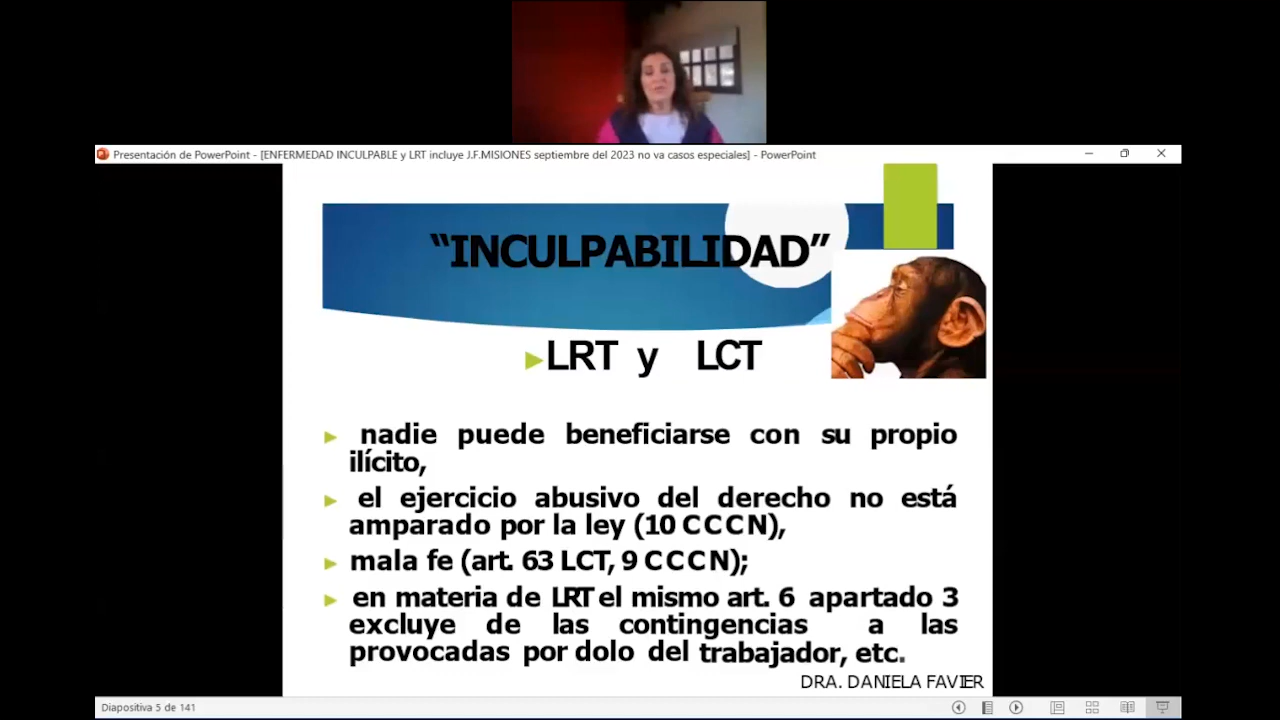 Presentación de PowerPoint - [ENFERMEDAD INCULPABLE y LRT incluye J.F.MISIONES septiembre del 2023 no va casos especiales] - PowerPoint
“INCULPABILIDAD”
LRT y LCT
nadie puede beneficiarse con su propio
ilícito,
el ejercicio abusivo del derecho no está
amparado por la ley (10 CCCN),
mala fe (art. 63 LCT, 9 CCCN);
en materia de LRT el mismo art. 6 apartado 3
excluye de las contingencias a las
provocadas por dolo del trabajador, etc.
DRA. DANIELA FAVIER
Diapositiva 5 de 141